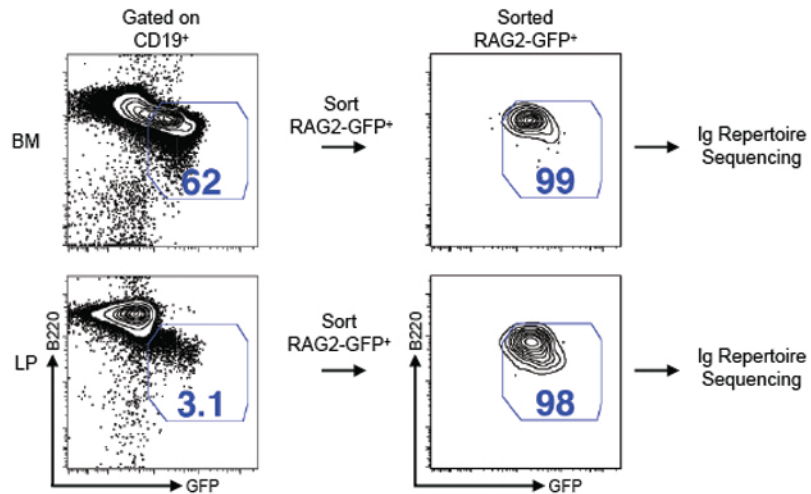 Gated on
CD19⁺
Sorted
RAG2-GFP⁺
BM
62
Sort
RAG2-GFP⁺
99
Ig Repertoire
Sequencing
LP
B220
3.1
GFP
Sort
RAG2-GFP⁺
B220
98
GFP
Ig Repertoire
Sequencing